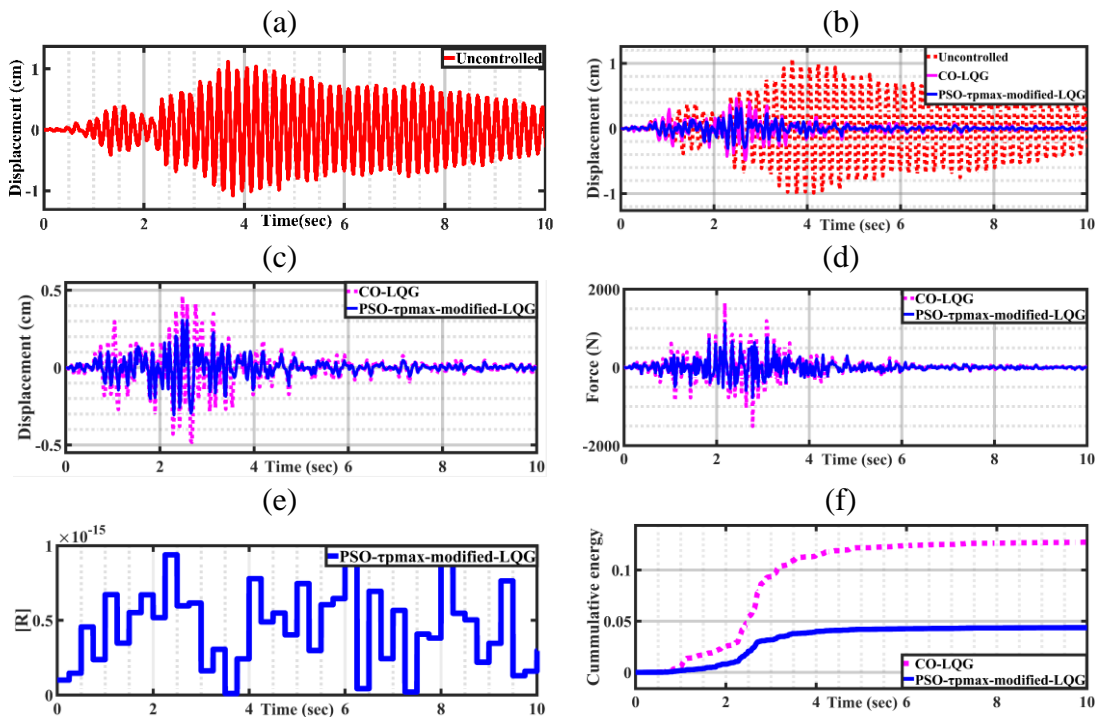 (a)
Displacement (cm)
1
0
-1
Uncontrolled
0 2 4 6 8 10
Time(sec)
(b)
Displacement (cm)
1
0
-1
Uncontrolled
CO-LQG
PSO-τpmax-modified-LQG
0 2 4 6 8 10
Time (sec)
(c)
Displacement (cm)
0.5
0
-0.5
CO-LQG
PSO-τpmax-modified-LQG
0 2 4 6 8 10
Time (sec)
(d)
Force (N)
2000
0
-2000
CO-LQG
PSO-τpmax-modified-LQG
0 2 4 6 8 10
Time (sec)
(e)
×10-15
[R]
1
0.5
0
PSO-τpmax-modified-LQG
0 2 4 6 8 10
Time (sec)
(f)
Cummulative energy
0.1
0.05
0
CO-LQG
PSO-τpmax-modified-LQG
0 2 4 6 8 10
Time (sec)